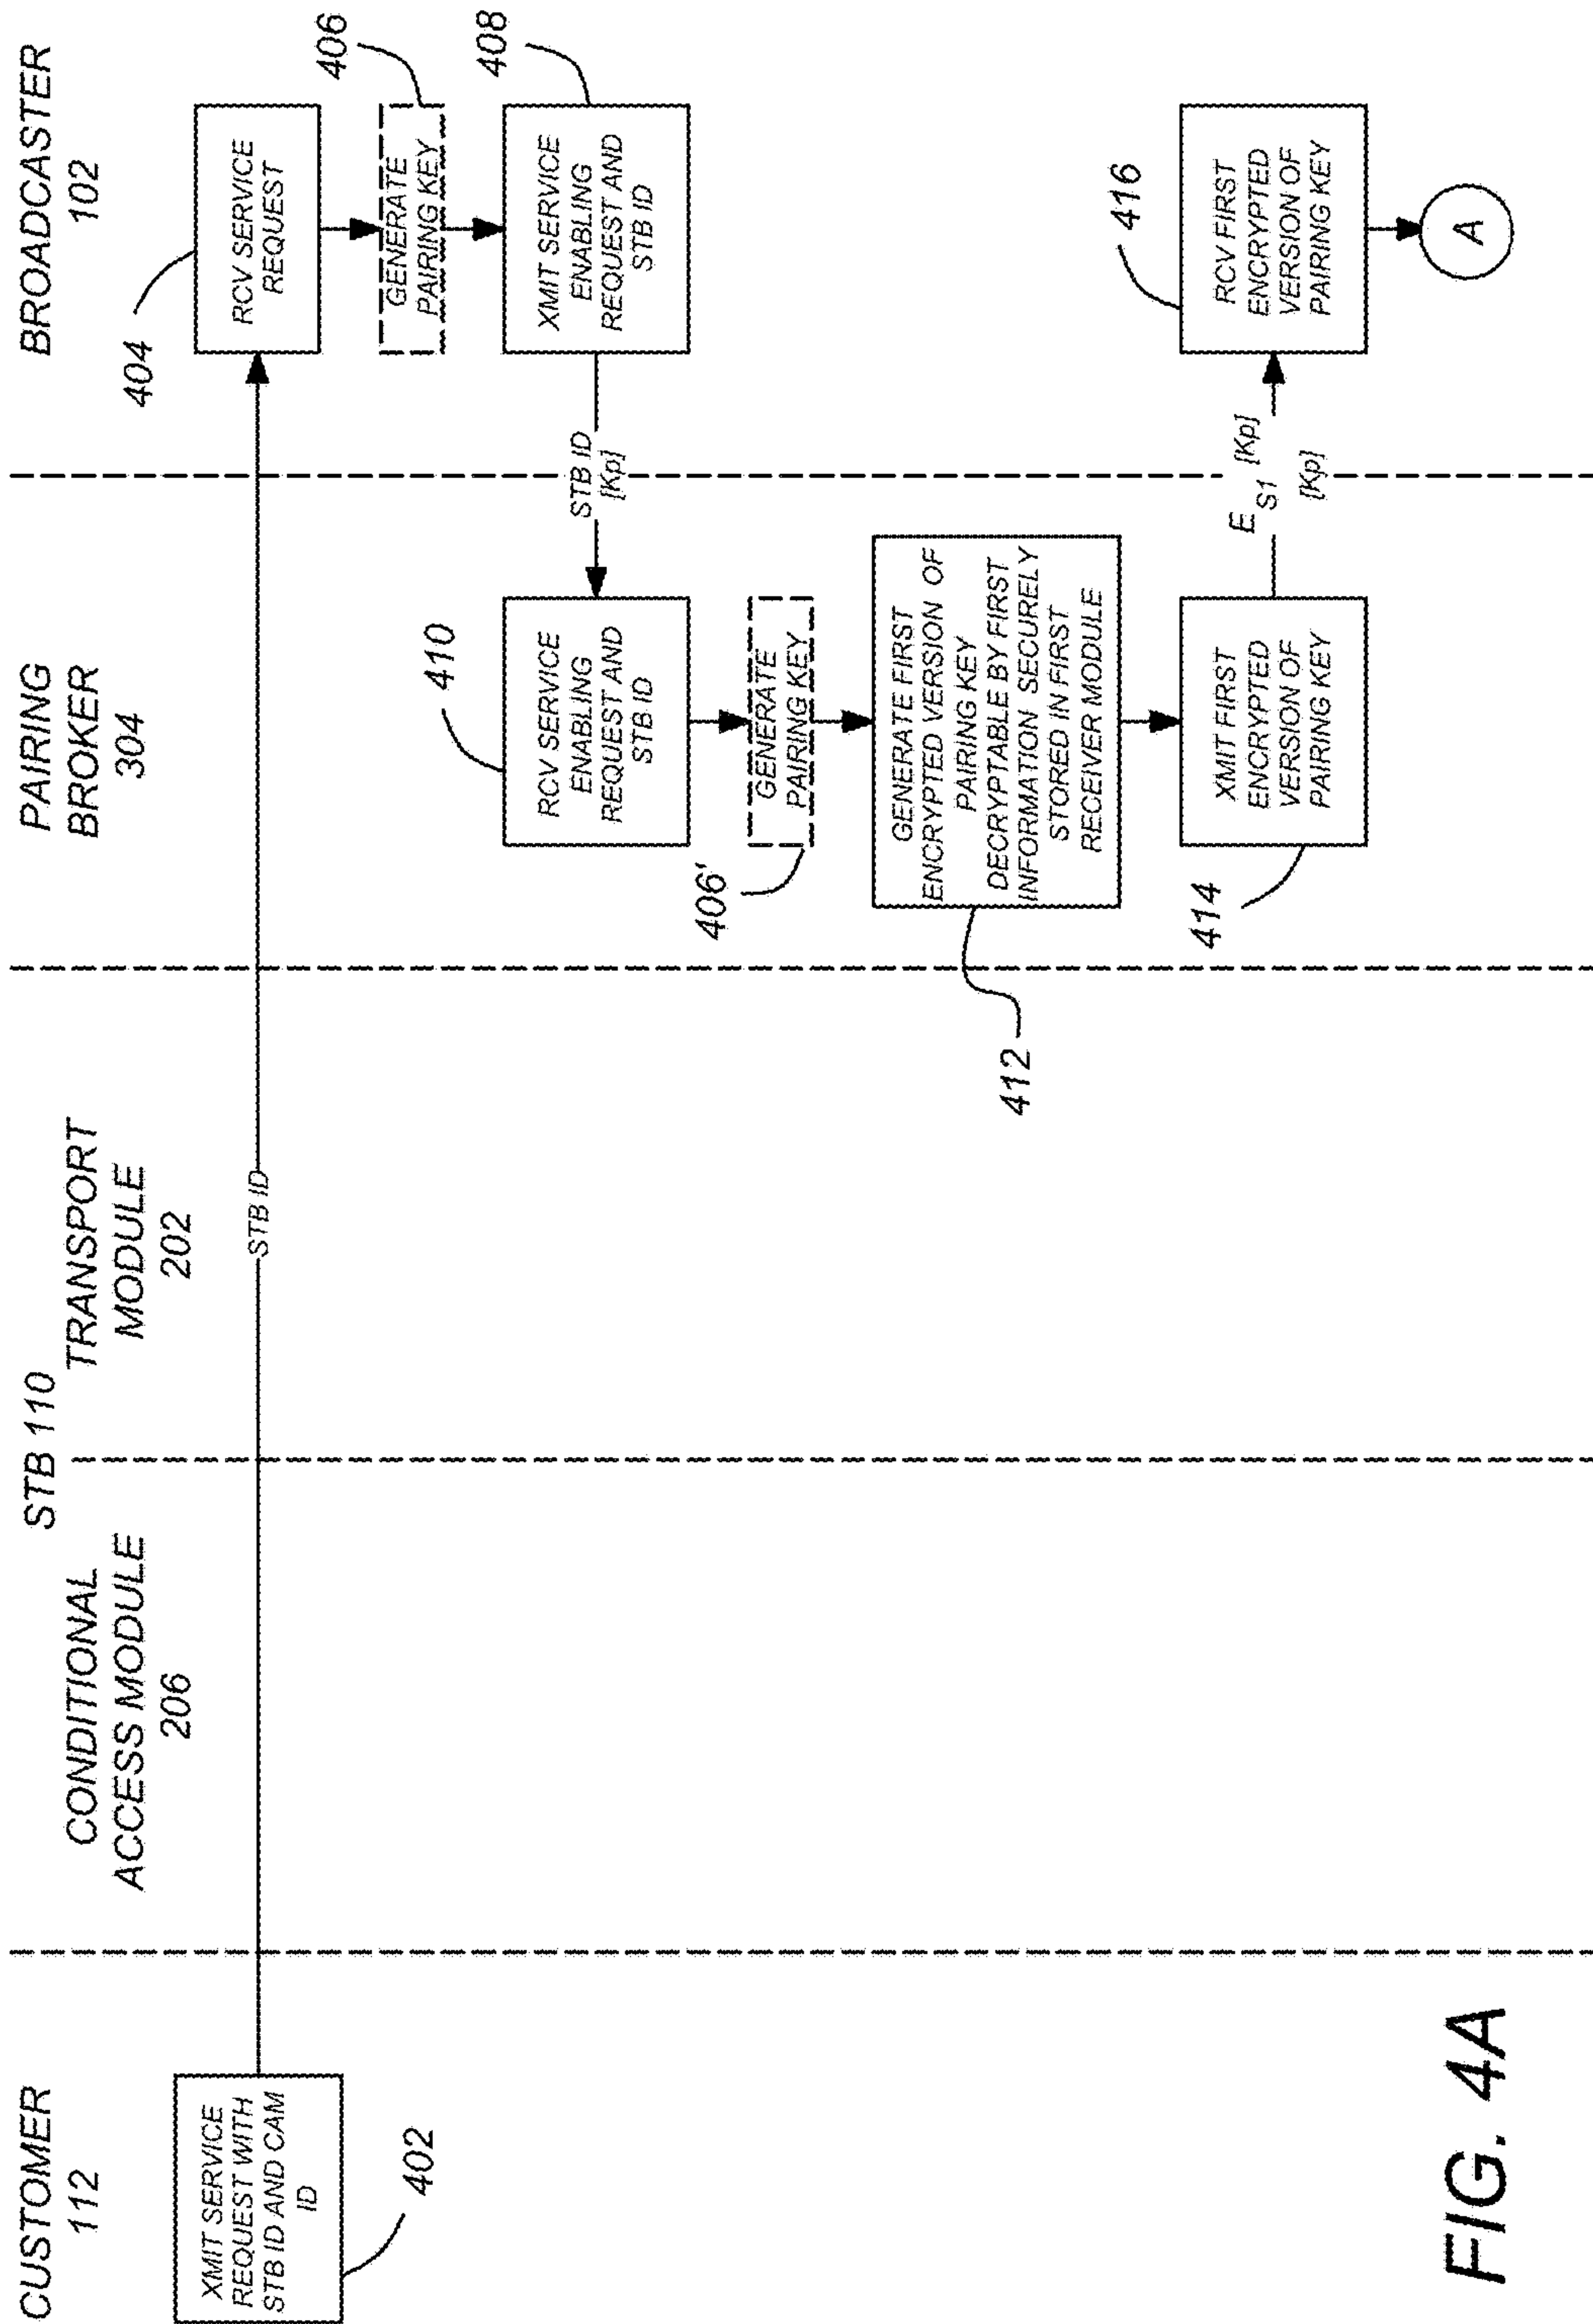 CUSTOMER
112
STB 110
CONDITIONAL
ACCESS MODULE
206
TRANSPORT
MODULE
202
PAIRING
BROKER
304
BROADCASTER
102
XMIT SERVICE
REQUEST WITH
STB ID AND CAM
ID
402
STB ID
404
RCV SERVICE
REQUEST
406
GENERATE
PAIRING KEY
408
XMIT SERVICE
ENABLING
REQUEST AND
STB ID
STB ID
[Kp]
410
RCV SERVICE
ENABLING
REQUEST AND
STB ID
406'
GENERATE
PAIRING KEY
412
GENERATE FIRST
ENCRYPTED VERSION OF
PAIRING KEY
DECRYPTABLE BY FIRST
INFORMATION SECURELY
STORED IN FIRST
RECEIVER MODULE
414
XMIT FIRST
ENCRYPTED
VERSION OF
PAIRING KEY
E S1 [Kp]
[Kp]
416
RCV FIRST
ENCRYPTED
VERSION OF
PAIRING KEY
A
FIG. 4A